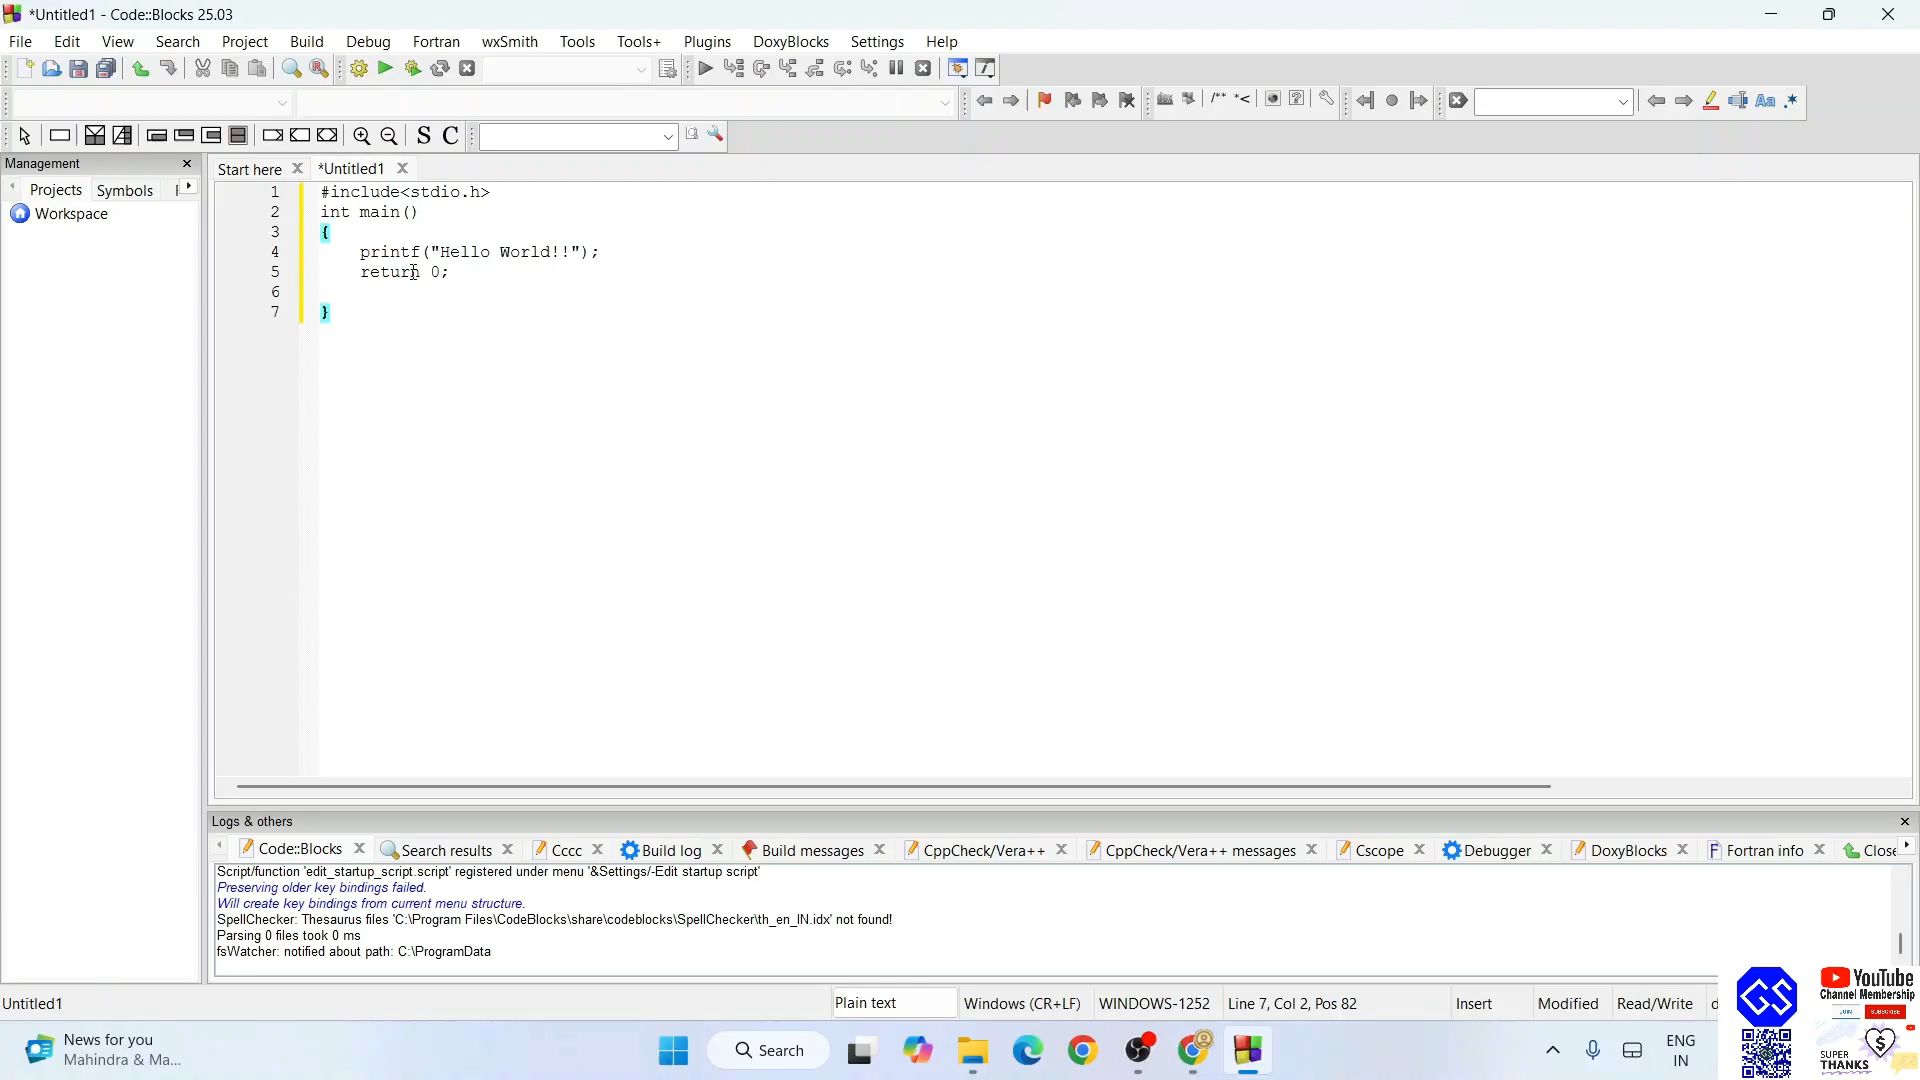 *Untitled1 - Code::Blocks 25.03
File Edit View Search Project Build Debug Fortran wxSmith Tools Tools+ Plugins DoxyBlocks Settings Help
Management
Start here *Untitled1
Projects Symbols
Workspace
1 #include<stdio.h>
2 int main()
3 {
4 printf("Hello World!!");
5 return 0;
6
7 }
Logs & others
Code::Blocks Search results Cccc Build log Build messages CppCheck/Vera++ CppCheck/Vera++ messages Cscope Debugger DoxyBlocks Fortran info Close
Script/function 'edit_startup_script.script' registered under menu '&Settings/-Edit startup script'
Preserving older key bindings failed.
Will create key bindings from current menu structure.
SpellChecker: Thesaurus files 'C:\Program Files\CodeBlocks\share\codeblocks\SpellChecker\th_en_IN.idx' not found!
Parsing 0 files took 0 ms
fsWatcher: notified about path: C:\ProgramData
Untitled1 Plain text Windows (CR+LF) WINDOWS-1252 Line 7, Col 2, Pos 82 Insert Modified Read/Write d
YouTube
Channel Membership
JOIN SUBSCRIBE
GS
SUPER
THANKS
News for you
Mahindra & Ma...
Search
ENG
IN